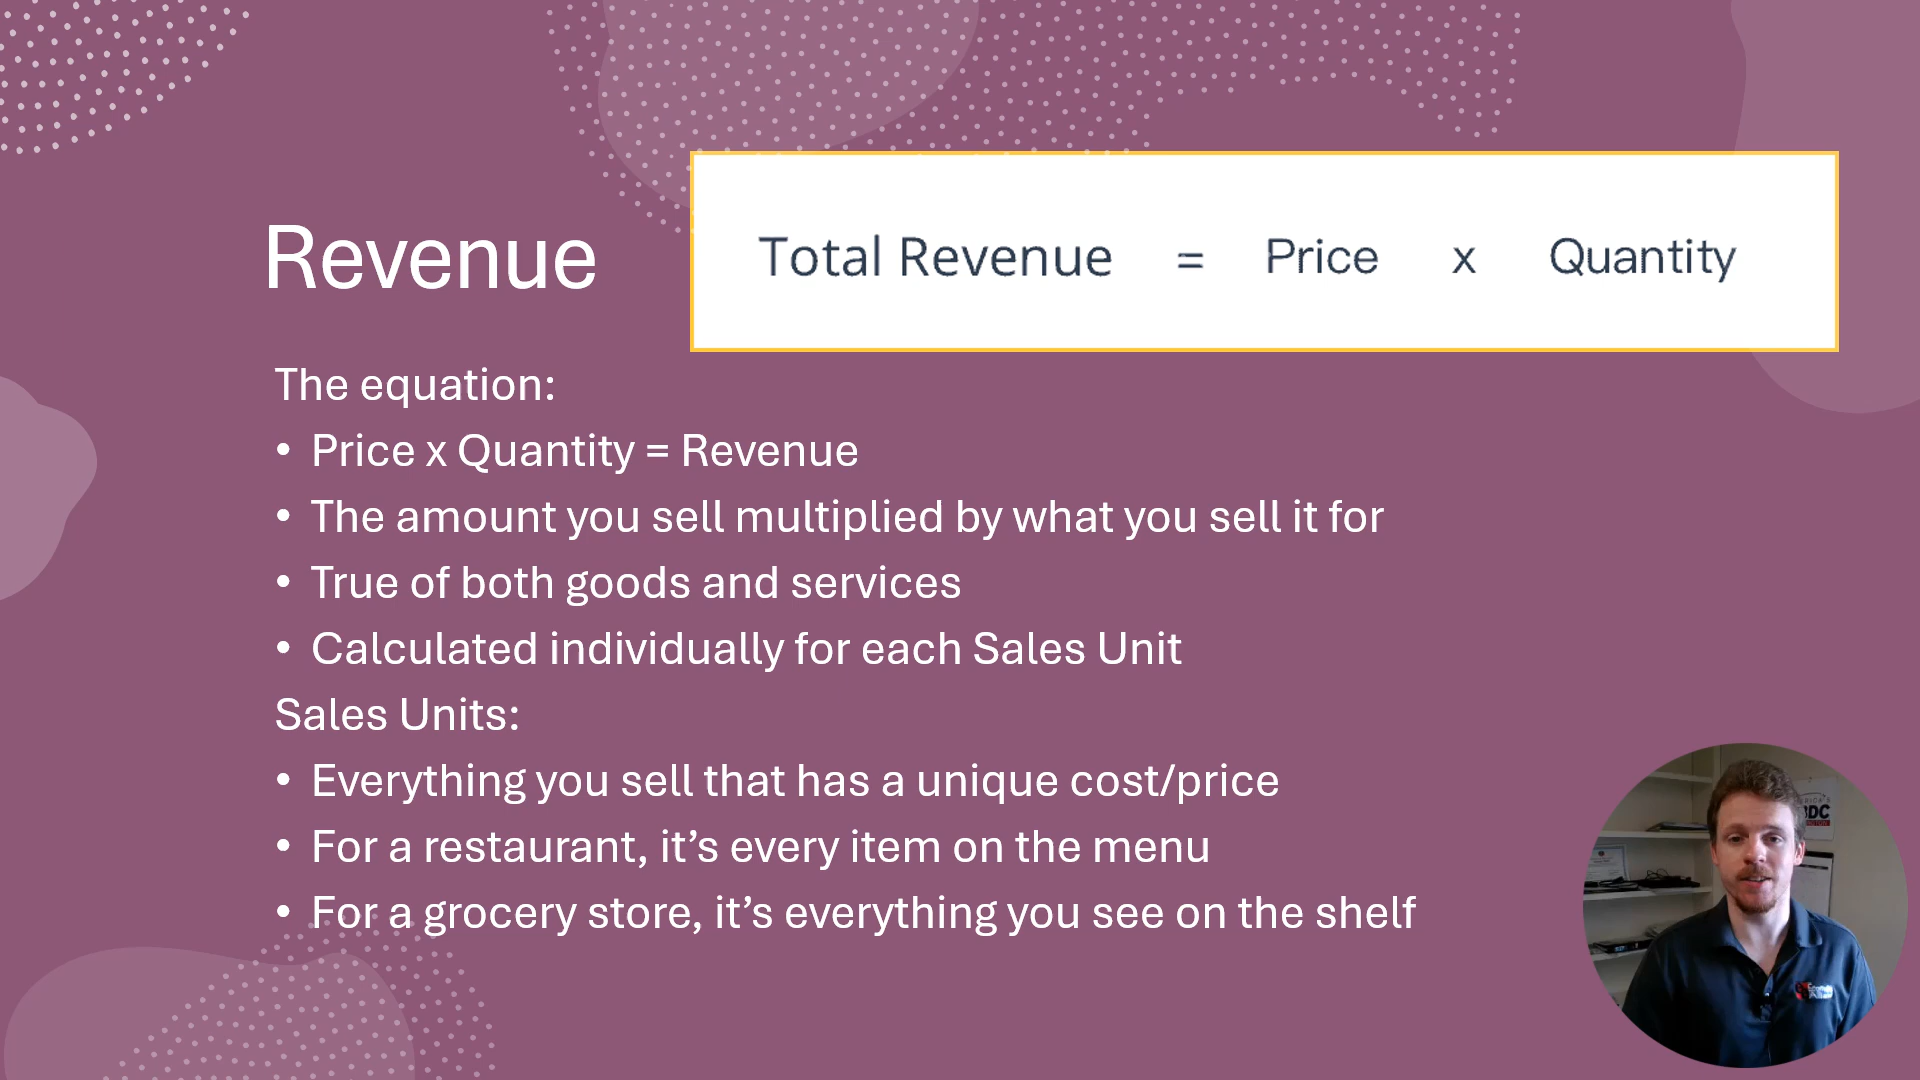 Revenue
Total Revenue = Price x Quantity
The equation:
• Price x Quantity = Revenue
• The amount you sell multiplied by what you sell it for
• True of both goods and services
• Calculated individually for each Sales Unit
Sales Units:
• Everything you sell that has a unique cost/price
• For a restaurant, it’s every item on the menu
• For a grocery store, it’s everything you see on the shelf